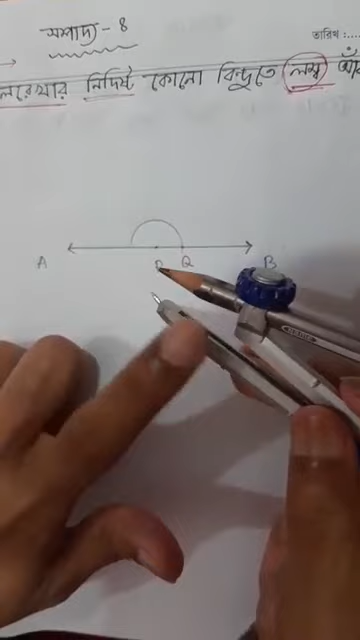 সম্পাদ্য - ৪
তারিখ :....
নির্দিষ্ট কোনো বিন্দুতে লম্ব
A B
Q